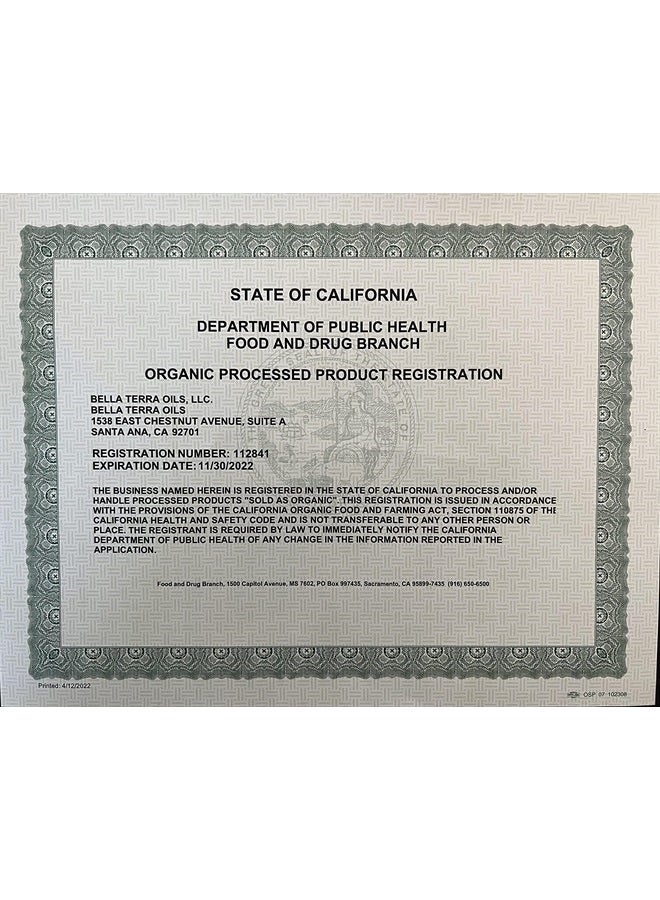 STATE OF CALIFORNIA
DEPARTMENT OF PUBLIC HEALTH
FOOD AND DRUG BRANCH
ORGANIC PROCESSED PRODUCT REGISTRATION
BELLA TERRA OILS, LLC.
BELLA TERRA OILS
1538 EAST CHESTNUT AVENUE, SUITE A
SANTA ANA, CA 92701
REGISTRATION NUMBER: 112841
EXPIRATION DATE: 11/30/2022
THE BUSINESS NAMED HEREIN IS REGISTERED IN THE STATE OF CALIFORNIA TO PROCESS AND/OR
HANDLE PROCESSED PRODUCTS "SOLD AS ORGANIC". THIS REGISTRATION IS ISSUED IN ACCORDANCE
WITH THE PROVISIONS OF THE CALIFORNIA ORGANIC FOOD AND FARMING ACT, SECTION 110875 OF THE
CALIFORNIA HEALTH AND SAFETY CODE AND IS NOT TRANSFERABLE TO ANY OTHER PERSON OR
PLACE. THE REGISTRANT IS REQUIRED BY LAW TO IMMEDIATELY NOTIFY THE CALIFORNIA
DEPARTMENT OF PUBLIC HEALTH OF ANY CHANGE IN THE INFORMATION REPORTED IN THE
APPLICATION.
Food and Drug Branch, 1500 Capitol Avenue, MS 7602, PO Box 997435, Sacramento, CA 95899-7435 (916) 650-6500
Printed: 4/12/2022
OSP 07 102308